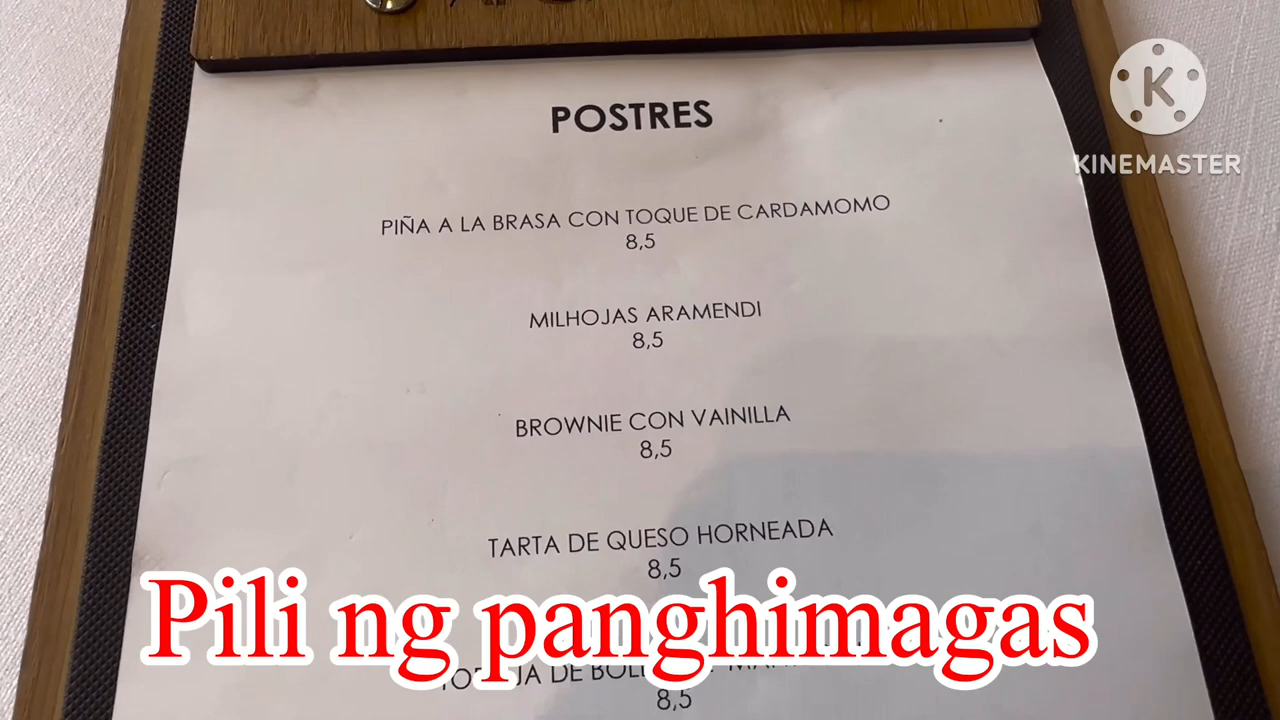 POSTRES
KINEMASTER
PIÑA A LA BRASA CON TOQUE DE CARDAMOMO
8,5
MILHOJAS ARAMENDI
8,5
BROWNIE CON VAINILLA
8,5
TARTA DE QUESO HORNEADA
8,5
Pili ng panghimagas
DE
8,5